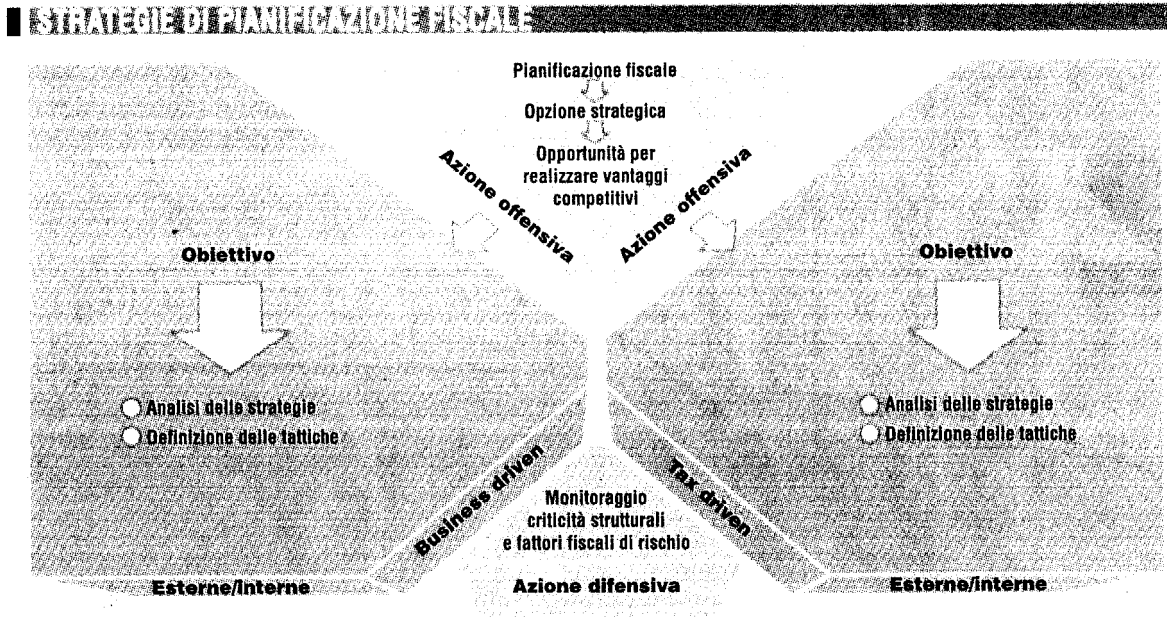 STRATEGIE DI PIANIFICAZIONE FISCALE
Pianificazione fiscale
Opzione strategica
Opportunità per
realizzare vantaggi
competitivi
Azione offensiva
Azione offensiva
Obiettivo
Obiettivo
Analisi delle strategie
Definizione delle tattiche
Analisi delle strategie
Definizione delle tattiche
Business driven
Tax driven
Monitoraggio
criticità strutturali
e fattori fiscali di rischio
Esterne/Interne
Azione difensiva
Esterne/Interne